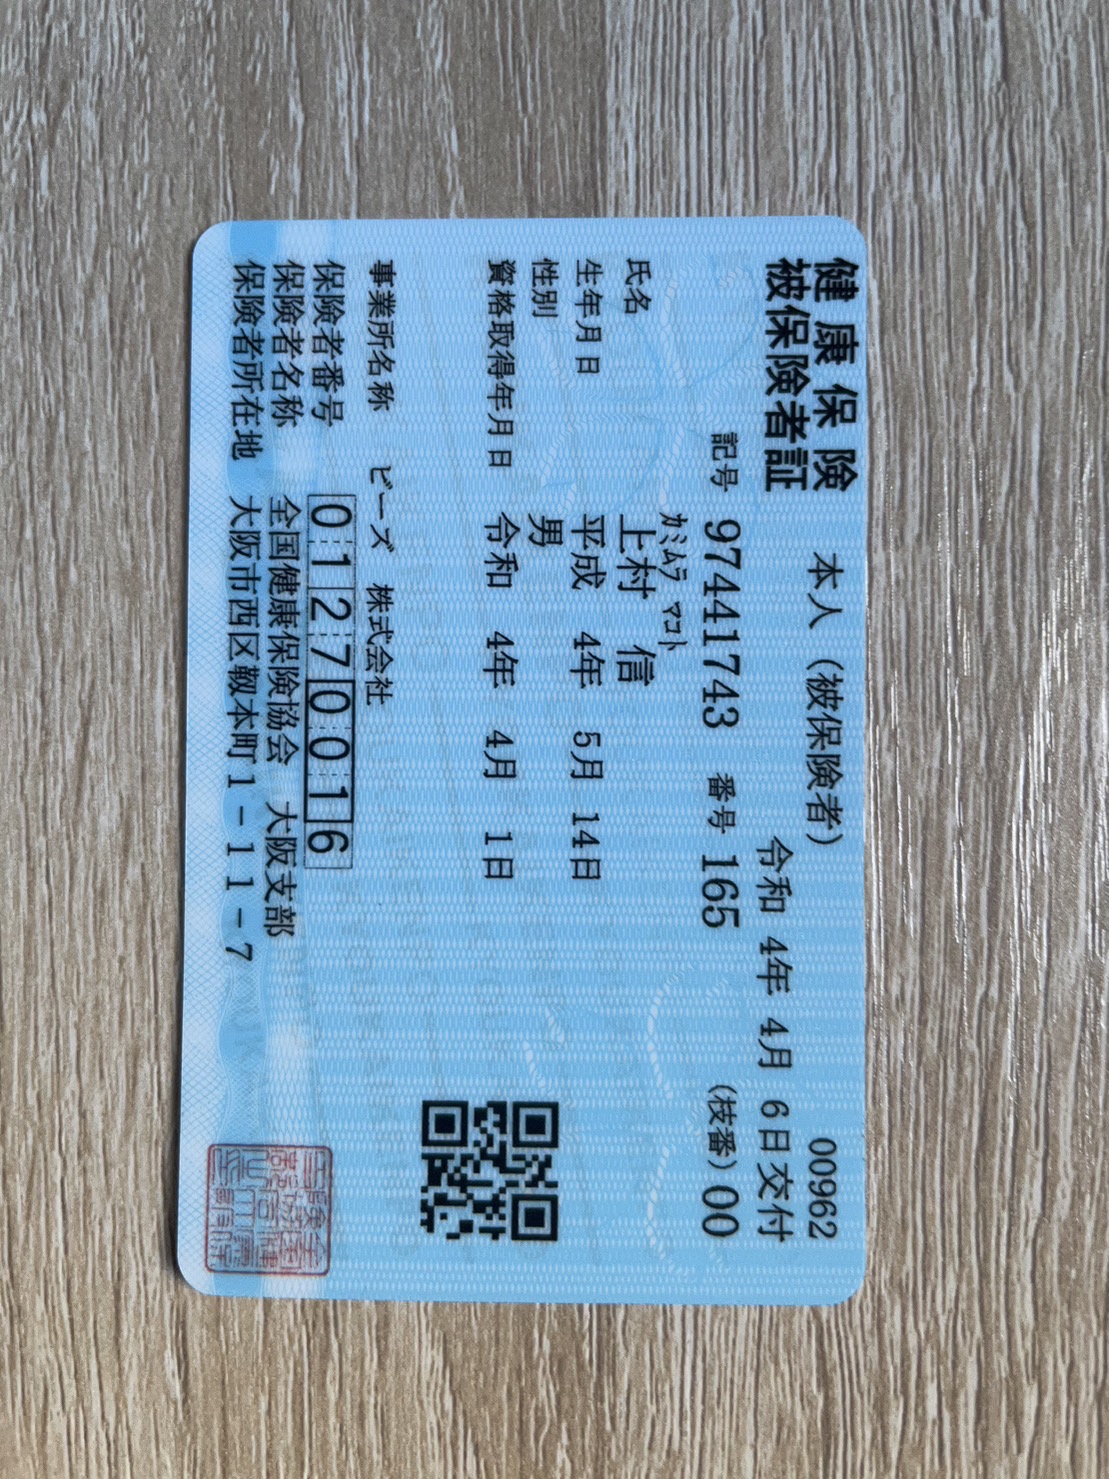 健康保険
被保険者証
本人（被保険者）
00962
令和 4年 4月 6日交付
記号 97441743 番号 165 (枝番) 00
カミムラ マコト
氏名 上村 信
生年月日 平成 4年 5月 14日
性別 男
資格取得年月日 令和 4年 4月 1日
事業所名称 ビーズ 株式会社
保険者番号 01270016
保険者名称 全国健康保険協会 大阪支部
保険者所在地 大阪市西区靱本町1-11-7